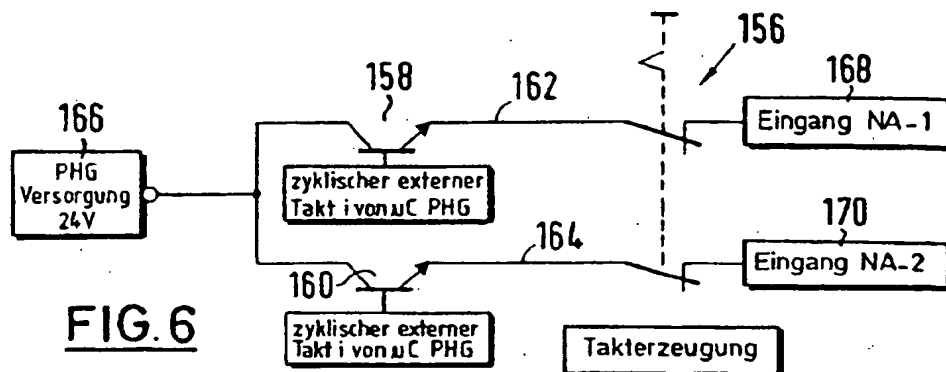 166
PHG
Versorgung
24V
158
zyklischer externer
Takt i von µC PHG
162
156
168
Eingang NA-1
160
zyklischer externer
Takt i von µC PHG
164
170
Eingang NA-2
FIG. 6
Takterzeugung